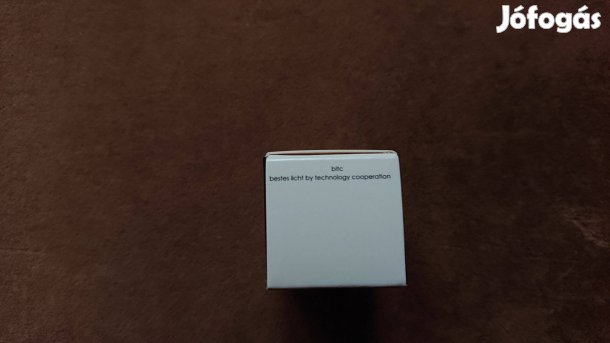 Jófogás
bltc
bestes licht by technology cooperation